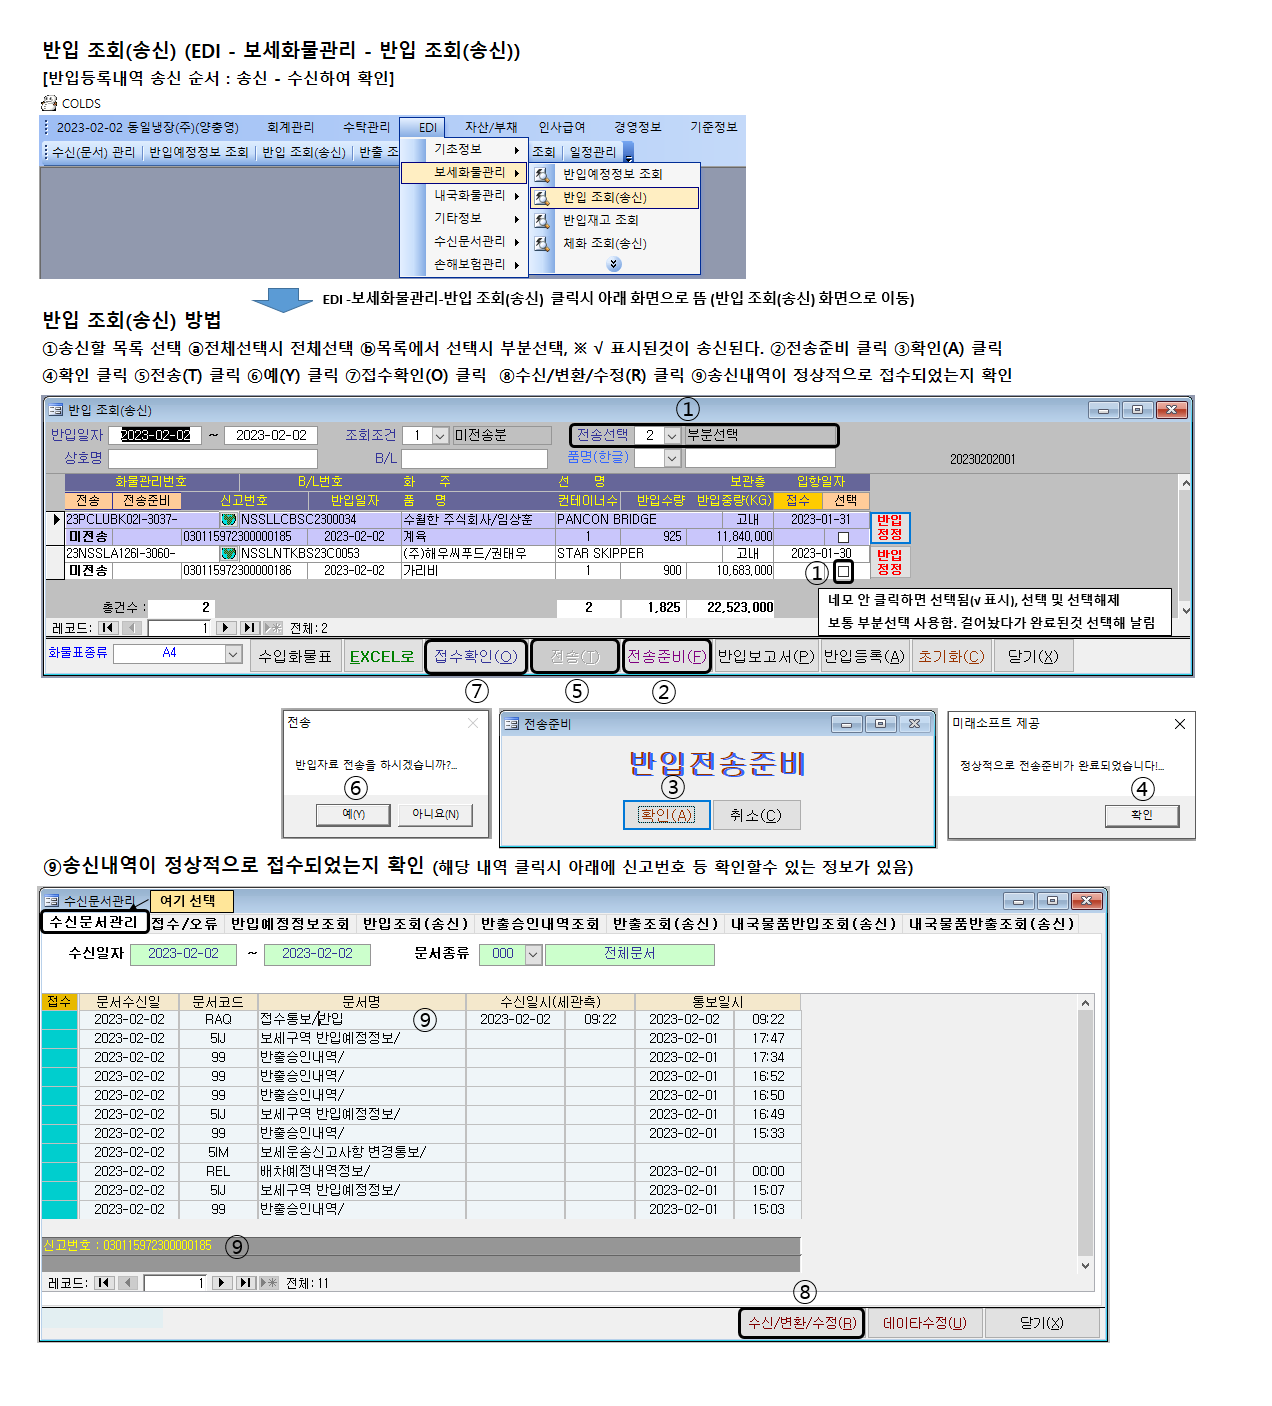 반입 조회(송신) (EDI - 보세화물관리 - 반입 조회(송신))
[반입등록내역 송신 순서 : 송신 - 수신하여 확인]
COLDS
2023-02-02 동일냉장(주)(양충영) 회계관리 수탁관리 EDI 자산/부채 인사급여 경영정보 기준정보
수신(문서) 관리 반입예정정보 조회 반입 조회(송신) 반출 조 조회 일정관리
기초정보
보세화물관리
내국화물관리
기타정보
수신문서관리
손해보험관리
반입예정정보 조회
반입 조회(송신)
반입재고 조회
체화 조회(송신)
EDI -보세화물관리-반입 조회(송신) 클릭시 아래 화면으로 뜸 (반입 조회(송신) 화면으로 이동)
반입 조회(송신) 방법
①송신할 목록 선택 ⓐ전체선택시 전체선택 ⓑ목록에서 선택시 부분선택, ※ √ 표시된것이 송신된다. ②전송준비 클릭 ③확인(A) 클릭
④확인 클릭 ⑤전송(T) 클릭 ⑥예(Y) 클릭 ⑦접수확인(O) 클릭 ⑧수신/변환/수정(R) 클릭 ⑨송신내역이 정상적으로 접수되었는지 확인
반입 조회(송신) ①
반입일자 2023-02-02 ~ 2023-02-02 조회조건 1 미전송분 전송선택 2 부분선택
상호명 B/L 품명(한글) 20230202001
화물관리번호 B/L번호 화 주 선 명 보관층 입항일자
전송 전송준비 신고번호 반입일자 품 명 컨테이너수 반입수량 반입중량(KG) 접수 선택
23PCLUBK02I-3037- NSSLLCBSC2300034 수월한 주식회사/임상훈 PANCON BRIDGE 고내 2023-01-31 반입
미전송 030115972300000185 2023-02-02 계육 1 925 11,840,000 정정
23NSSLA126I-3060- NSSLNTKBS23C0053 (주)해우씨푸드/권태우 STAR SKIPPER 고내 2023-01-30 반입
미전송 030115972300000186 2023-02-02 가리비 1 900 10,683,000 ① 정정
네모 안 클릭하면 선택됨(√ 표시), 선택 및 선택해제
보통 부분선택 사용함. 걸어놨다가 완료된것 선택해 날림
총건수 : 2 2 1,825 22,523,000
레코드: 1 전체: 2
화물표종류 A4 수입화물표 EXCEL로 접수확인(O) 전송(T) 전송준비(F) 반입보고서(P) 반입등록(A) 초기화(C) 닫기(X)
⑦ ⑤ ②
전송
반입자료 전송을 하시겠습니까?...
⑥
예(Y) 아니요(N)
전송준비
반입전송준비
③
확인(A) 취소(C)
미래소프트 제공
정상적으로 전송준비가 완료되었습니다!...
④
확인
⑨송신내역이 정상적으로 접수되었는지 확인 (해당 내역 클릭시 아래에 신고번호 등 확인할수 있는 정보가 있음)
수신문서관리 여기 선택
수신문서관리 접수/오류 반입예정정보조회 반입조회(송신) 반출승인내역조회 반출조회(송신) 내국물품반입조회(송신) 내국물품반출조회(송신)
수신일자 2023-02-02 ~ 2023-02-02 문서종류 000 전체문서
접수 문서수신일 문서코드 문서명 수신일시(세관측) 통보일시
2023-02-02 RAQ 접수통보/반입 ⑨ 2023-02-02 09:22 2023-02-02 09:22
2023-02-02 5IJ 보세구역 반입예정정보/ 2023-02-01 17:47
2023-02-02 99 반출승인내역/ 2023-02-01 17:34
2023-02-02 99 반출승인내역/ 2023-02-01 16:52
2023-02-02 99 반출승인내역/ 2023-02-01 16:50
2023-02-02 5IJ 보세구역 반입예정정보/ 2023-02-01 16:49
2023-02-02 99 반출승인내역/ 2023-02-01 15:33
2023-02-02 5IM 보세운송신고사항 변경통보/
2023-02-02 REL 배차예정내역정보/ 2023-02-01 00:00
2023-02-02 5IJ 보세구역 반입예정정보/ 2023-02-01 15:07
2023-02-02 99 반출승인내역/ 2023-02-01 15:03
신고번호 : 030115972300000185 ⑨
레코드: 1 전체: 11
⑧
수신/변환/수정(R) 데이타수정(U) 닫기(X)